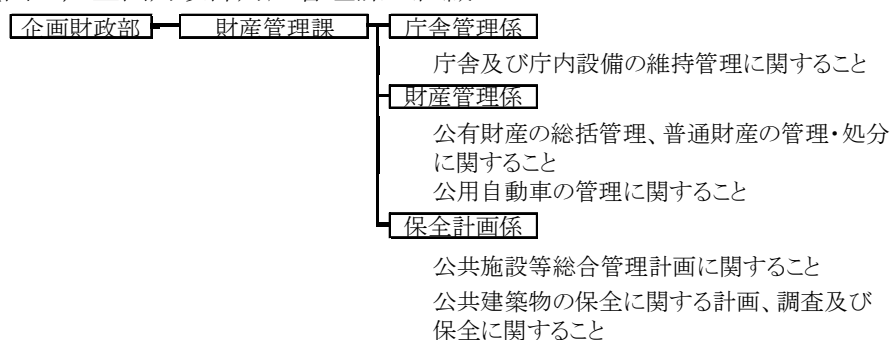 企画財政部 財産管理課 庁舎管理係
庁舎及び庁内設備の維持管理に関すること
財産管理係
公有財産の総括管理、普通財産の管理・処分
に関すること
公用自動車の管理に関すること
保全計画係
公共施設等総合管理計画に関すること
公共建築物の保全に関する計画、調査及び
保全に関すること